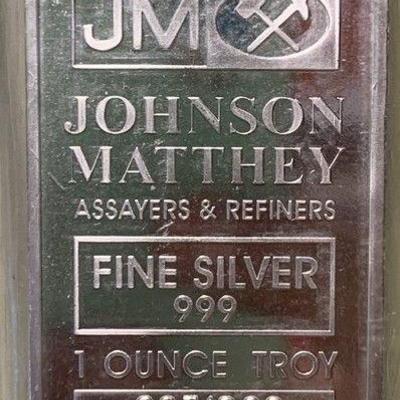 JM
JOHNSON
MATTHEY
ASSAYERS & REFINERS
FINE SILVER
999
1 OUNCE TROY